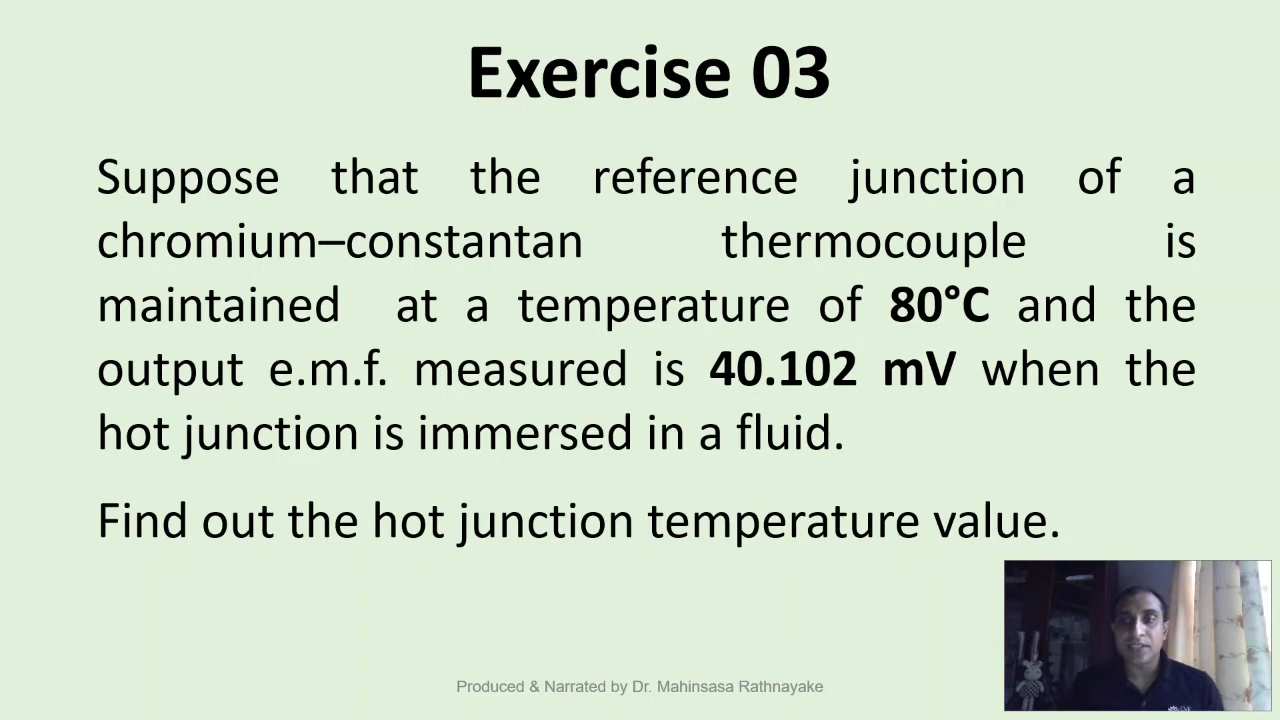 Exercise 03
Suppose that the reference junction of a
chromium–constantan thermocouple is
maintained at a temperature of 80°C and the
output e.m.f. measured is 40.102 mV when the
hot junction is immersed in a fluid.
Find out the hot junction temperature value.
Produced & Narrated by Dr. Mahinsasa Rathnayake